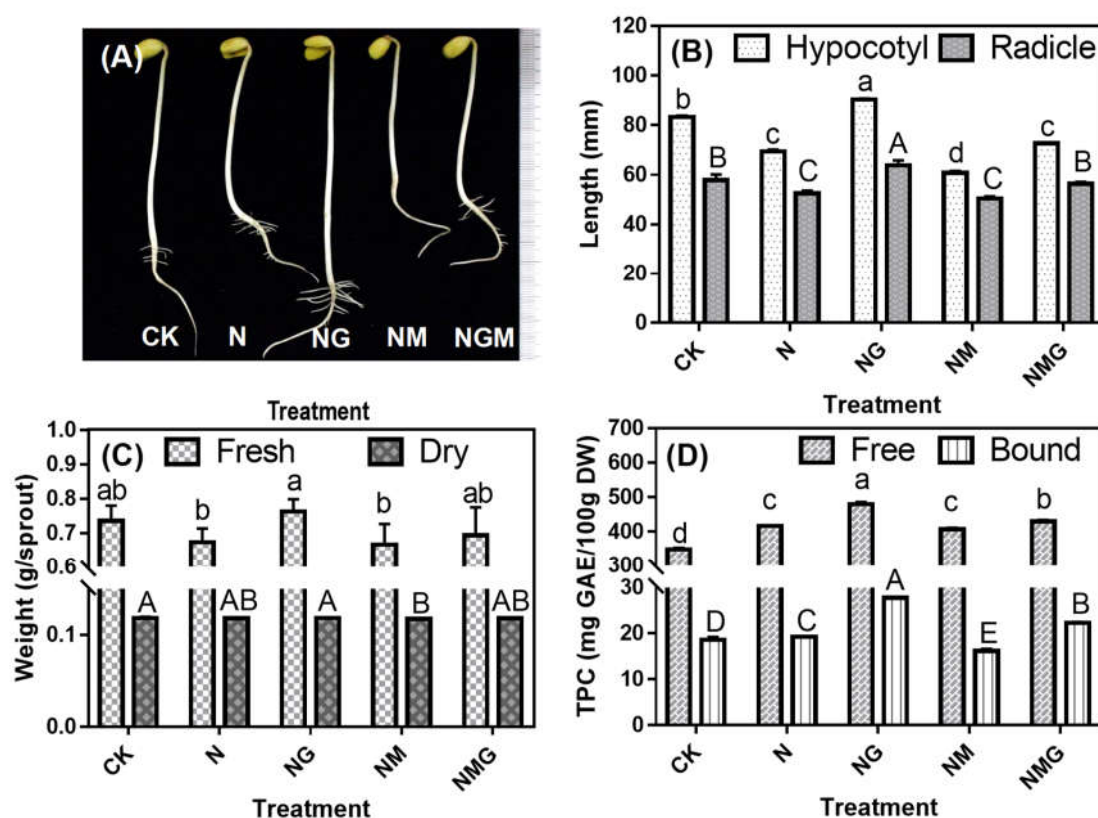 (A)
CK N NG NM NGM
(B) Hypocotyl Radicle
120
100
80
60
40
20
0
Length (mm)
b B c C a A d C c B
CK N NG NM NMG
Treatment
Treatment
(C) Fresh Dry
1.0
0.9
0.8
0.7
0.6
0.1
0.0
Weight (g/sprout)
ab A b AB a A b B ab AB
CK N NG NM NMG
Treatment
(D) Free Bound
700
600
500
400
300
30
20
10
0
TPC (mg GAE/100g DW)
d D c C a A c E b B
CK N NG NM NMG
Treatment